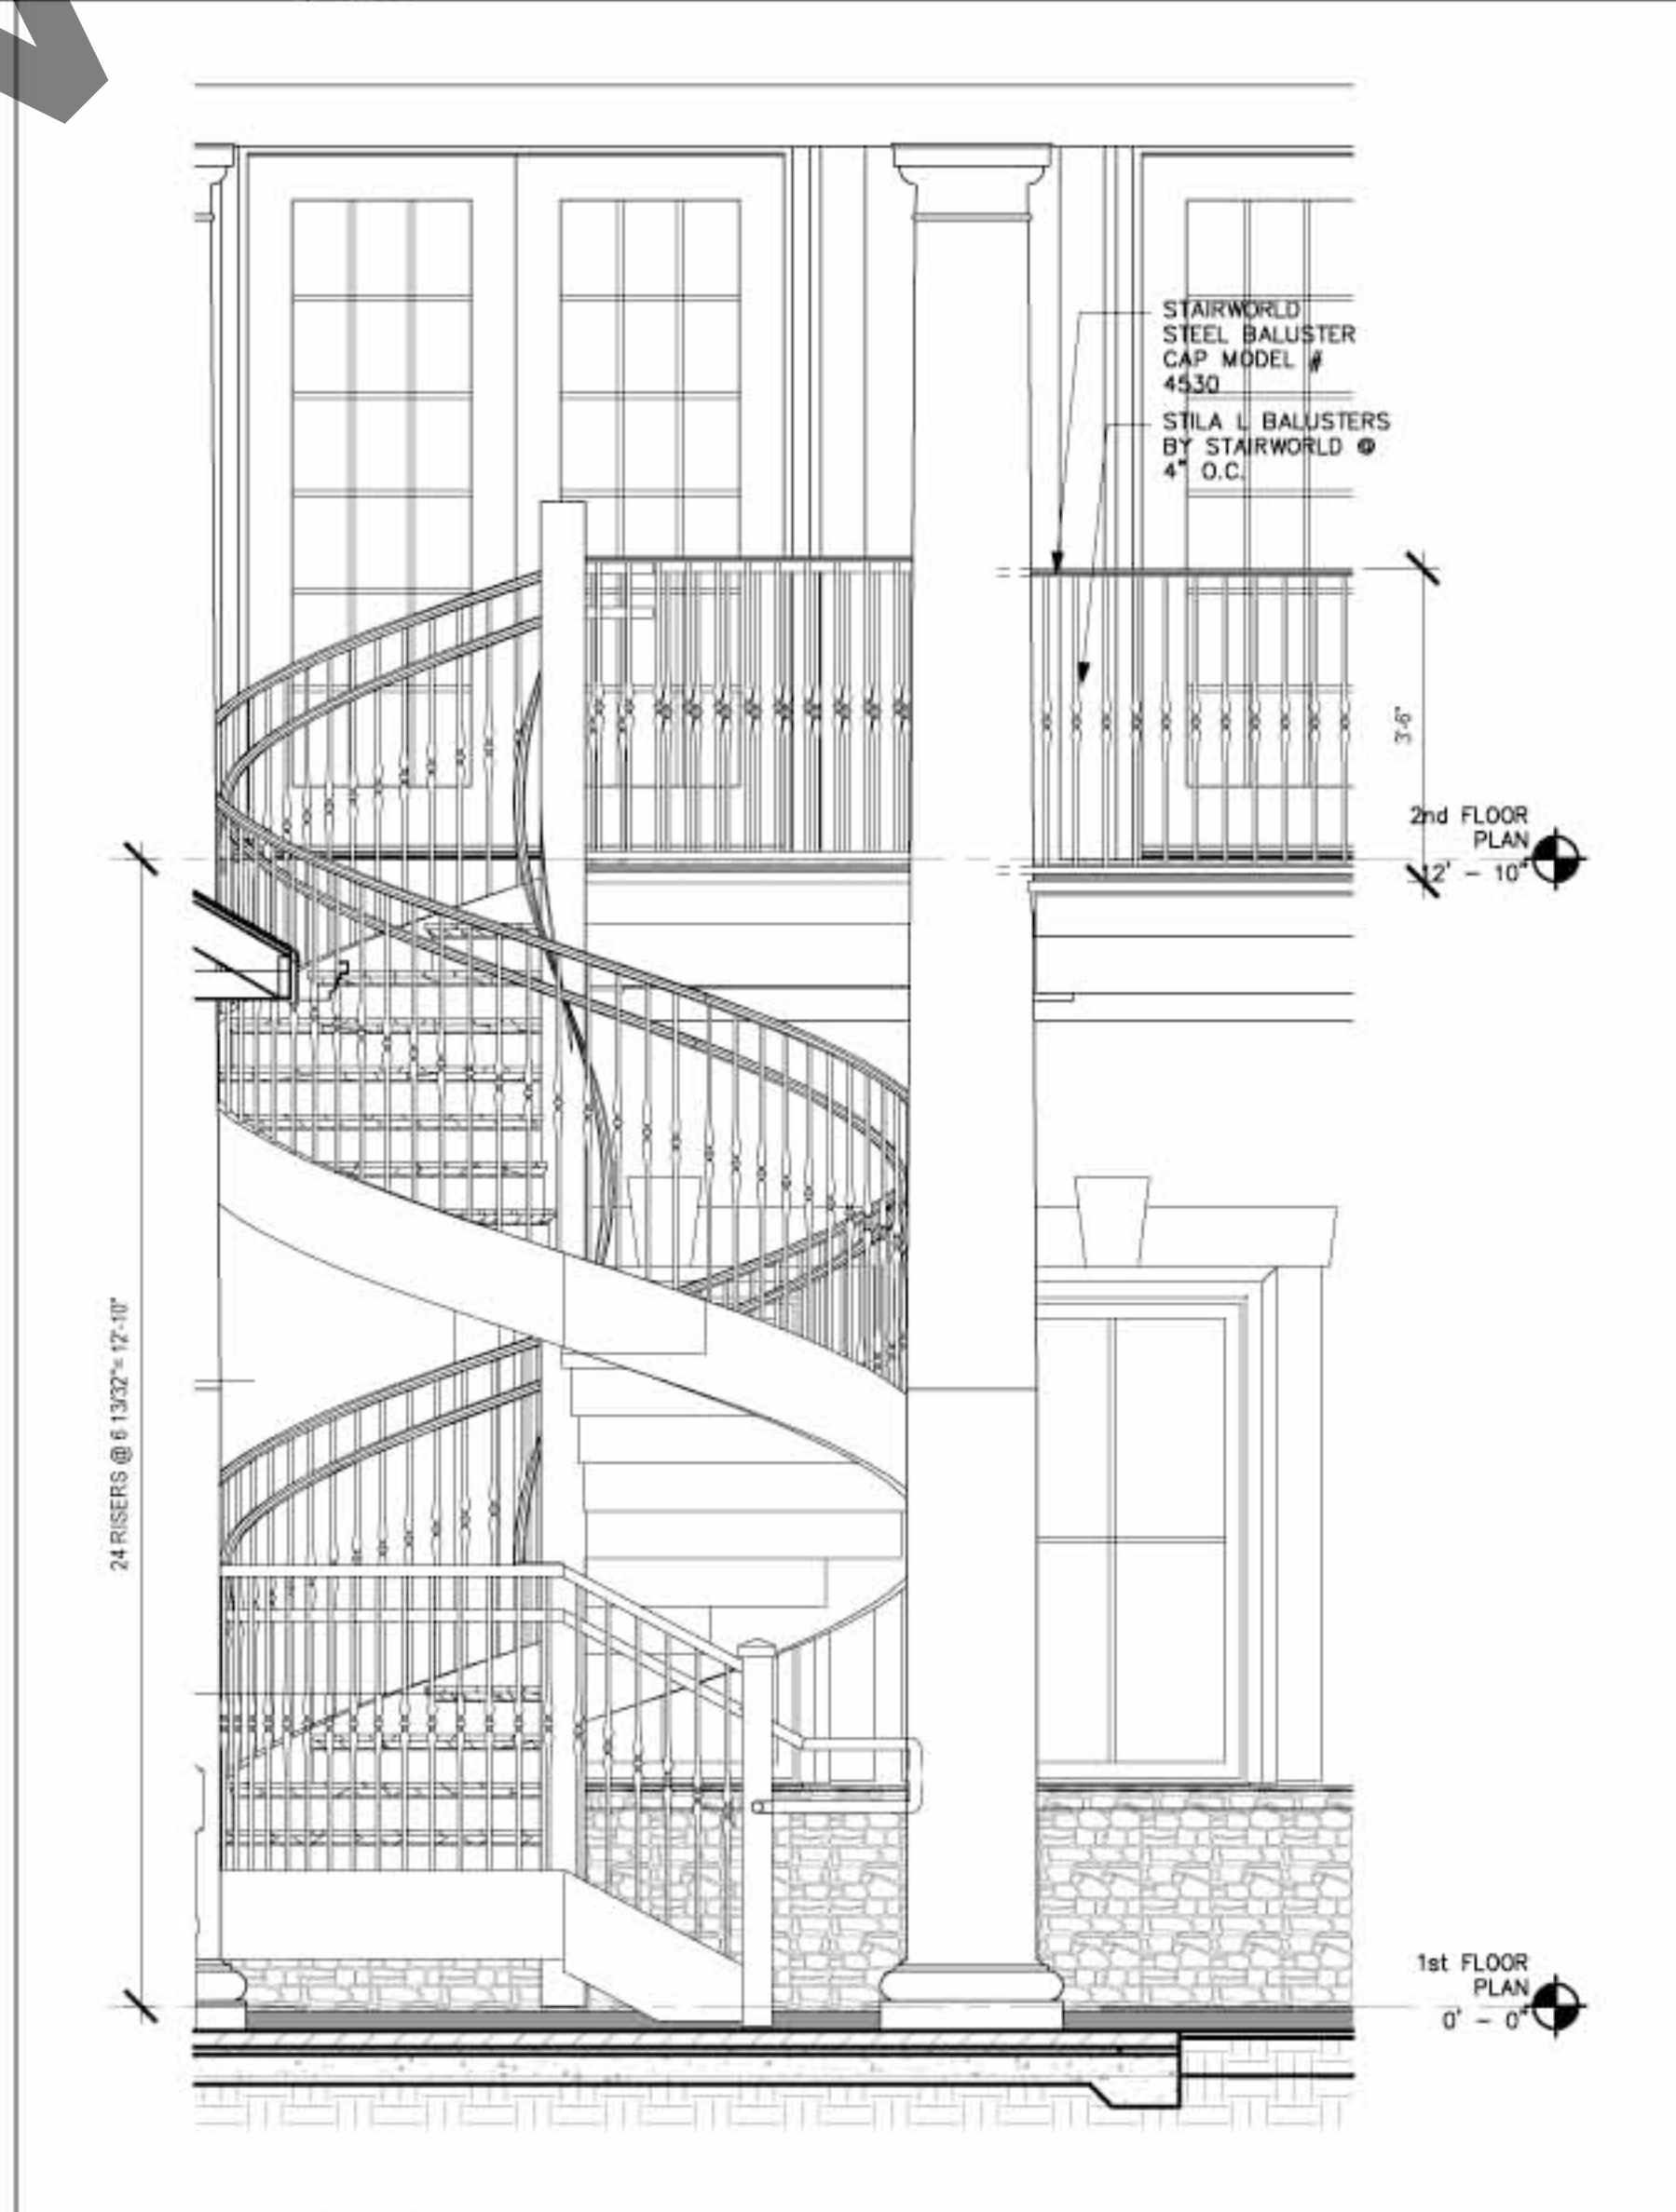 STAIRWORLD
STEEL BALUSTER
CAP MODEL #
4530
STILA L BALUSTERS
BY STAIRWORLD @
4" O.C.
3'-6"
2nd FLOOR
PLAN
12' - 10"
24 RISERS @ 6 13/32"= 12'-10"
1st FLOOR
PLAN
0' - 0"